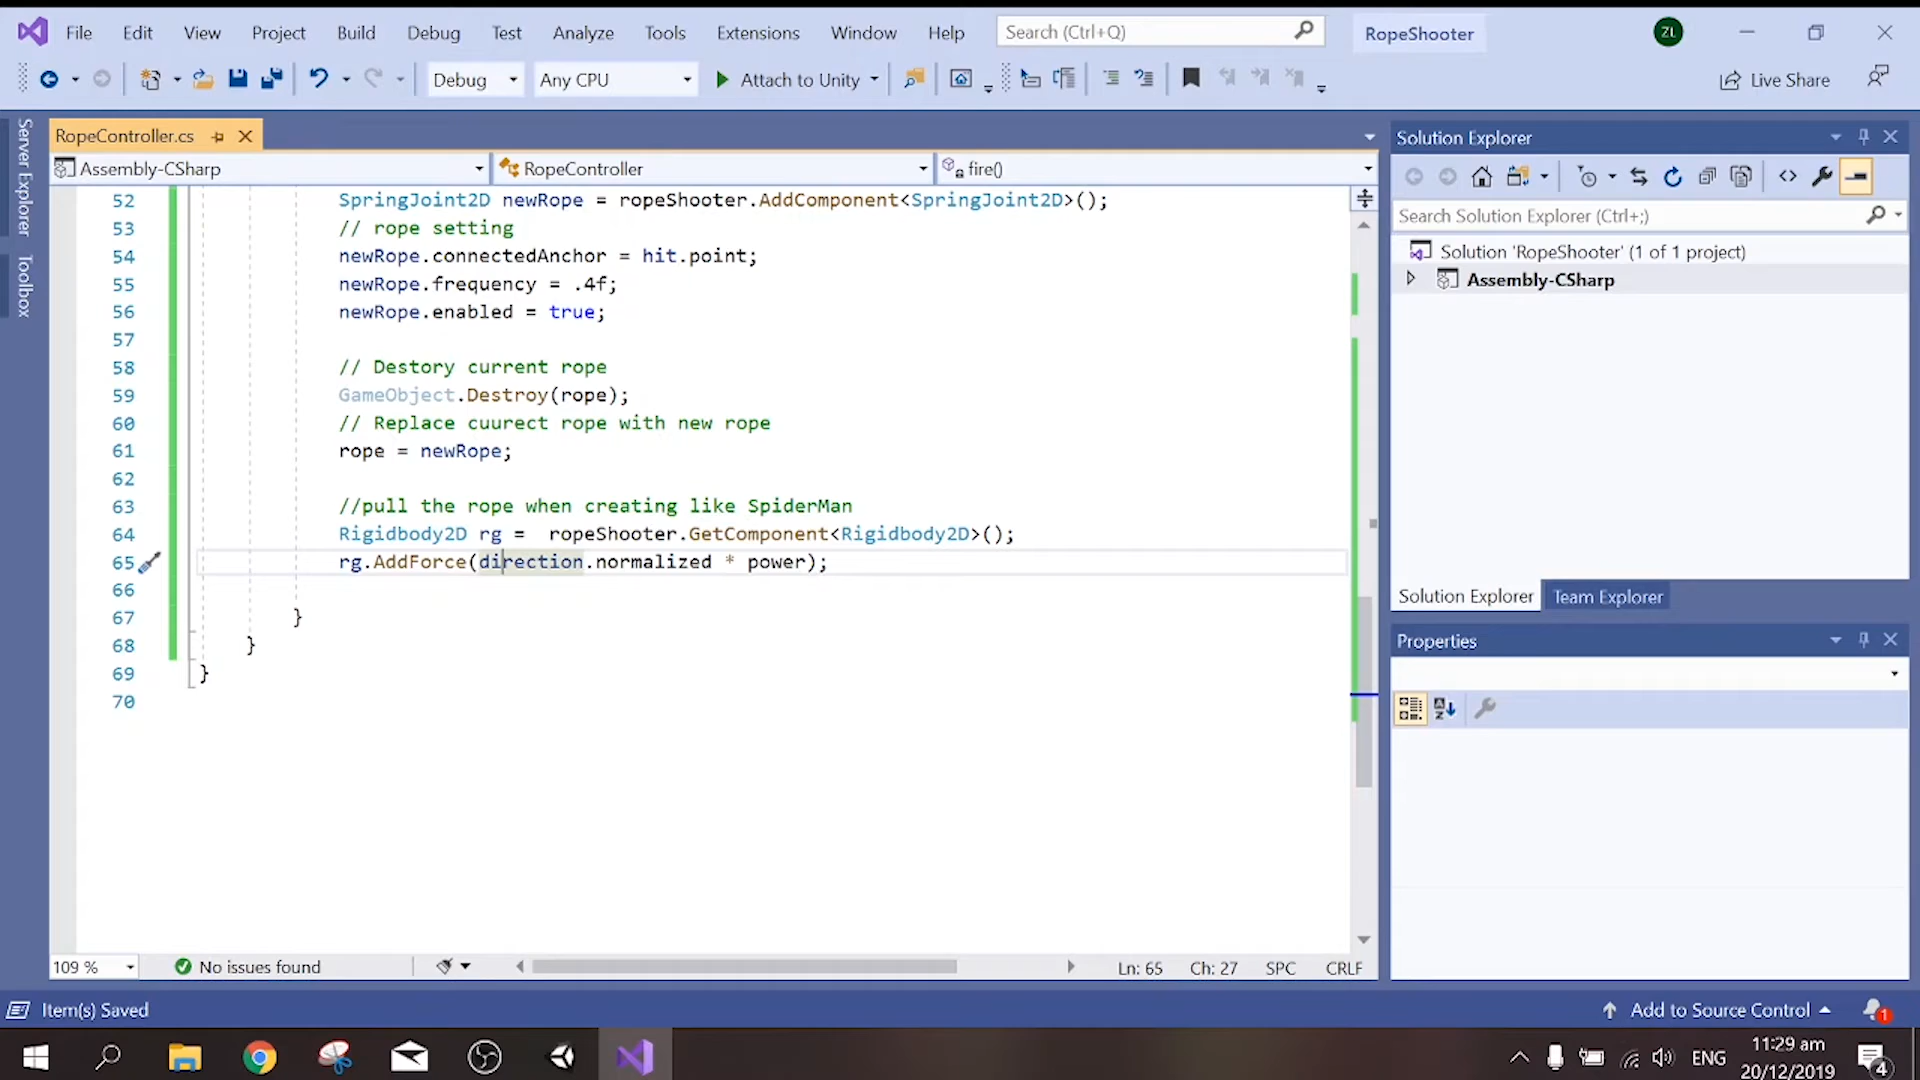 File Edit View Project Build Debug Test Analyze Tools Extensions Window Help Search (Ctrl+Q) RopeShooter ZL
Debug Any CPU Attach to Unity Live Share
Server Explorer
Toolbox
RopeController.cs
Assembly-CSharp RopeController fire()
52 SpringJoint2D newRope = ropeShooter.AddComponent<SpringJoint2D>();
53 // rope setting
54 newRope.connectedAnchor = hit.point;
55 newRope.frequency = .4f;
56 newRope.enabled = true;
57
58 // Destory current rope
59 GameObject.Destroy(rope);
60 // Replace cuurect rope with new rope
61 rope = newRope;
62
63 //pull the rope when creating like SpiderMan
64 Rigidbody2D rg =  ropeShooter.GetComponent<Rigidbody2D>();
65 rg.AddForce(direction.normalized * power);
66
67 }
68 }
69 }
70
109 % No issues found Ln: 65 Ch: 27 SPC CRLF
Solution Explorer
Search Solution Explorer (Ctrl+;)
Solution 'RopeShooter' (1 of 1 project)
Assembly-CSharp
Solution Explorer Team Explorer
Properties
Item(s) Saved Add to Source Control 1
ENG 11:29 am
20/12/2019 4